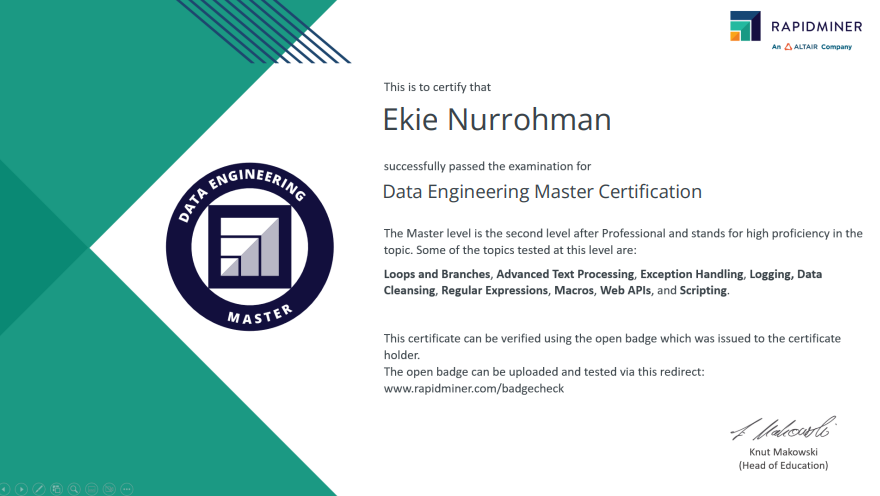 RAPIDMINER
An ALTAIR Company
This is to certify that
Ekie Nurrohman
successfully passed the examination for
Data Engineering Master Certification
DATA ENGINEERING
MASTER
The Master level is the second level after Professional and stands for high proficiency in the
topic. Some of the topics tested at this level are:
Loops and Branches, Advanced Text Processing, Exception Handling, Logging, Data
Cleansing, Regular Expressions, Macros, Web APIs, and Scripting.
This certificate can be verified using the open badge which was issued to the certificate
holder.
The open badge can be uploaded and tested via this redirect:
www.rapidminer.com/badgecheck
Knut Makowski
(Head of Education)